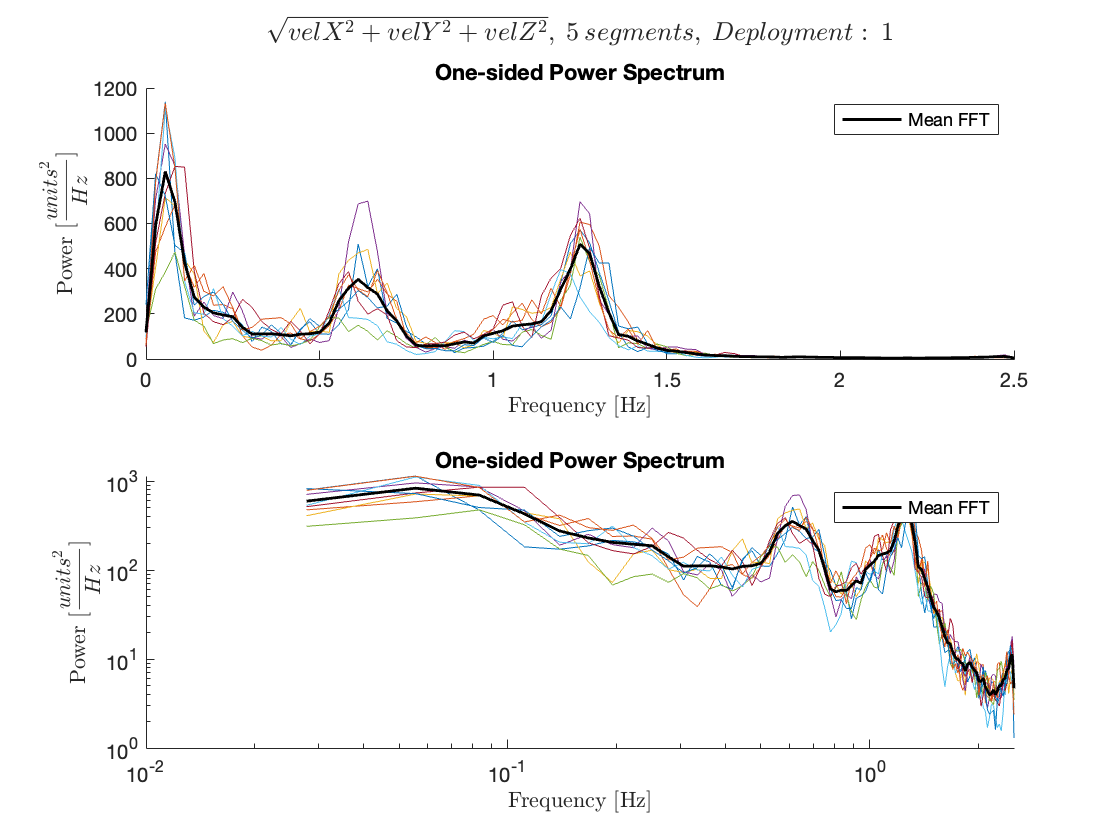 √velX² + velY² + velZ², 5 segments, Deployment : 1
One-sided Power Spectrum
1200
1000
800
600
400
200
0
Power [units²/Hz]
Mean FFT
0 0.5 1 1.5 2 2.5
Frequency [Hz]
One-sided Power Spectrum
10³
10²
10¹
10⁰
Power [units²/Hz]
Mean FFT
10⁻² 10⁻¹ 10⁰
Frequency [Hz]